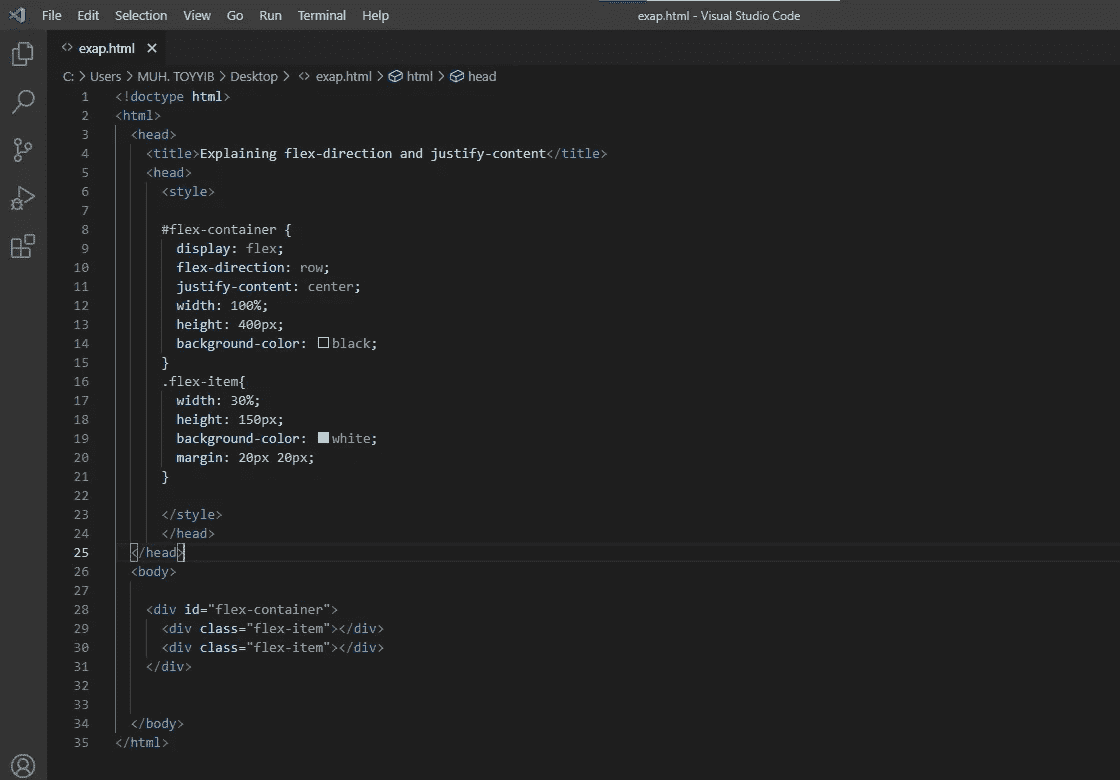 File Edit Selection View Go Run Terminal Help exap.html - Visual Studio Code
<> exap.html ×
C: > Users > MUH. TOYYIB > Desktop > <> exap.html > html > head
1 <!doctype html>
2 <html>
3 <head>
4 <title>Explaining flex-direction and justify-content</title>
5 <head>
6 <style>
7
8 #flex-container {
9 display: flex;
10 flex-direction: row;
11 justify-content: center;
12 width: 100%;
13 height: 400px;
14 background-color: black;
15 }
16 .flex-item{
17 width: 30%;
18 height: 150px;
19 background-color: white;
20 margin: 20px 20px;
21 }
22
23 </style>
24 </head>
25 </head>
26 <body>
27
28 <div id="flex-container">
29 <div class="flex-item"></div>
30 <div class="flex-item"></div>
31 </div>
32
33
34 </body>
35 </html>